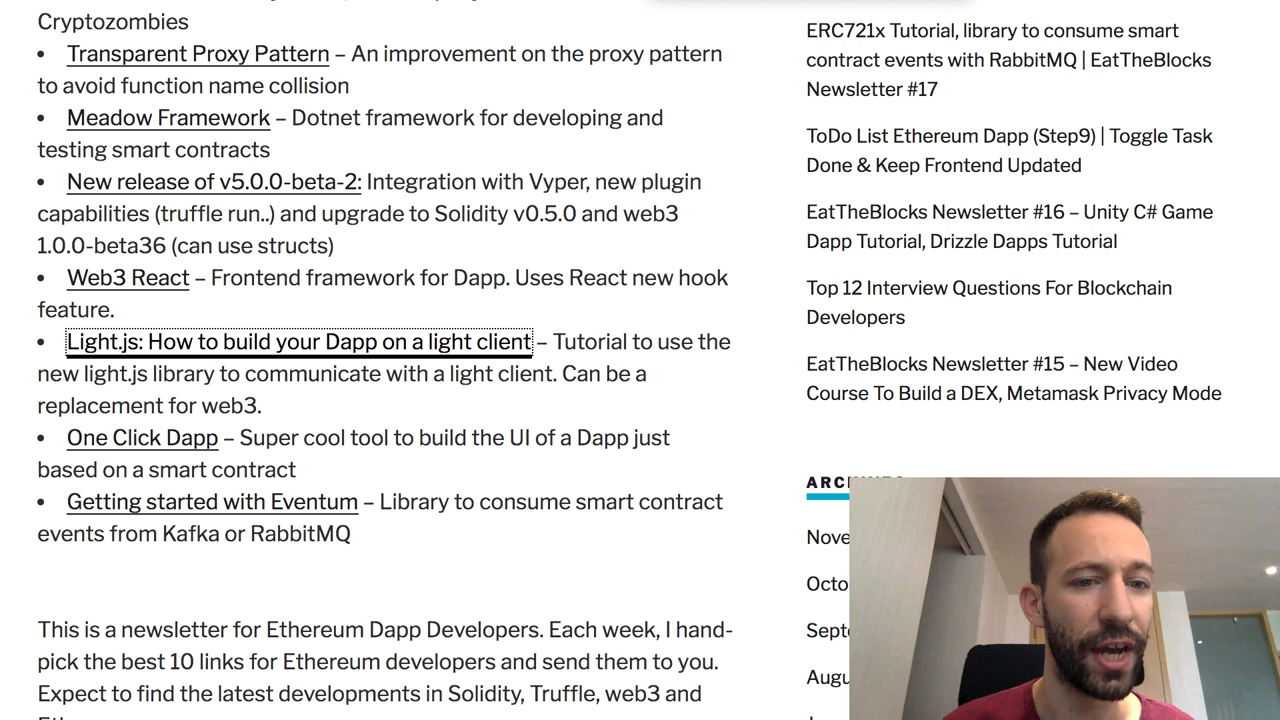 Cryptozombies
• Transparent Proxy Pattern – An improvement on the proxy pattern
to avoid function name collision
• Meadow Framework – Dotnet framework for developing and
testing smart contracts
• New release of v5.0.0-beta-2: Integration with Vyper, new plugin
capabilities (truffle run..) and upgrade to Solidity v0.5.0 and web3
1.0.0-beta36 (can use structs)
• Web3 React – Frontend framework for Dapp. Uses React new hook
feature.
• Light.js: How to build your Dapp on a light client – Tutorial to use the
new light.js library to communicate with a light client. Can be a
replacement for web3.
• One Click Dapp – Super cool tool to build the UI of a Dapp just
based on a smart contract
• Getting started with Eventum – Library to consume smart contract
events from Kafka or RabbitMQ
This is a newsletter for Ethereum Dapp Developers. Each week, I hand-
pick the best 10 links for Ethereum developers and send them to you.
Expect to find the latest developments in Solidity, Truffle, web3 and
ERC721x Tutorial, library to consume smart
contract events with RabbitMQ | EatTheBlocks
Newsletter #17
ToDo List Ethereum Dapp (Step9) | Toggle Task
Done & Keep Frontend Updated
EatTheBlocks Newsletter #16 – Unity C# Game
Dapp Tutorial, Drizzle Dapps Tutorial
Top 12 Interview Questions For Blockchain
Developers
EatTheBlocks Newsletter #15 – New Video
Course To Build a DEX, Metamask Privacy Mode
ARCHIVES
Nove
Octo
Septe
Augu